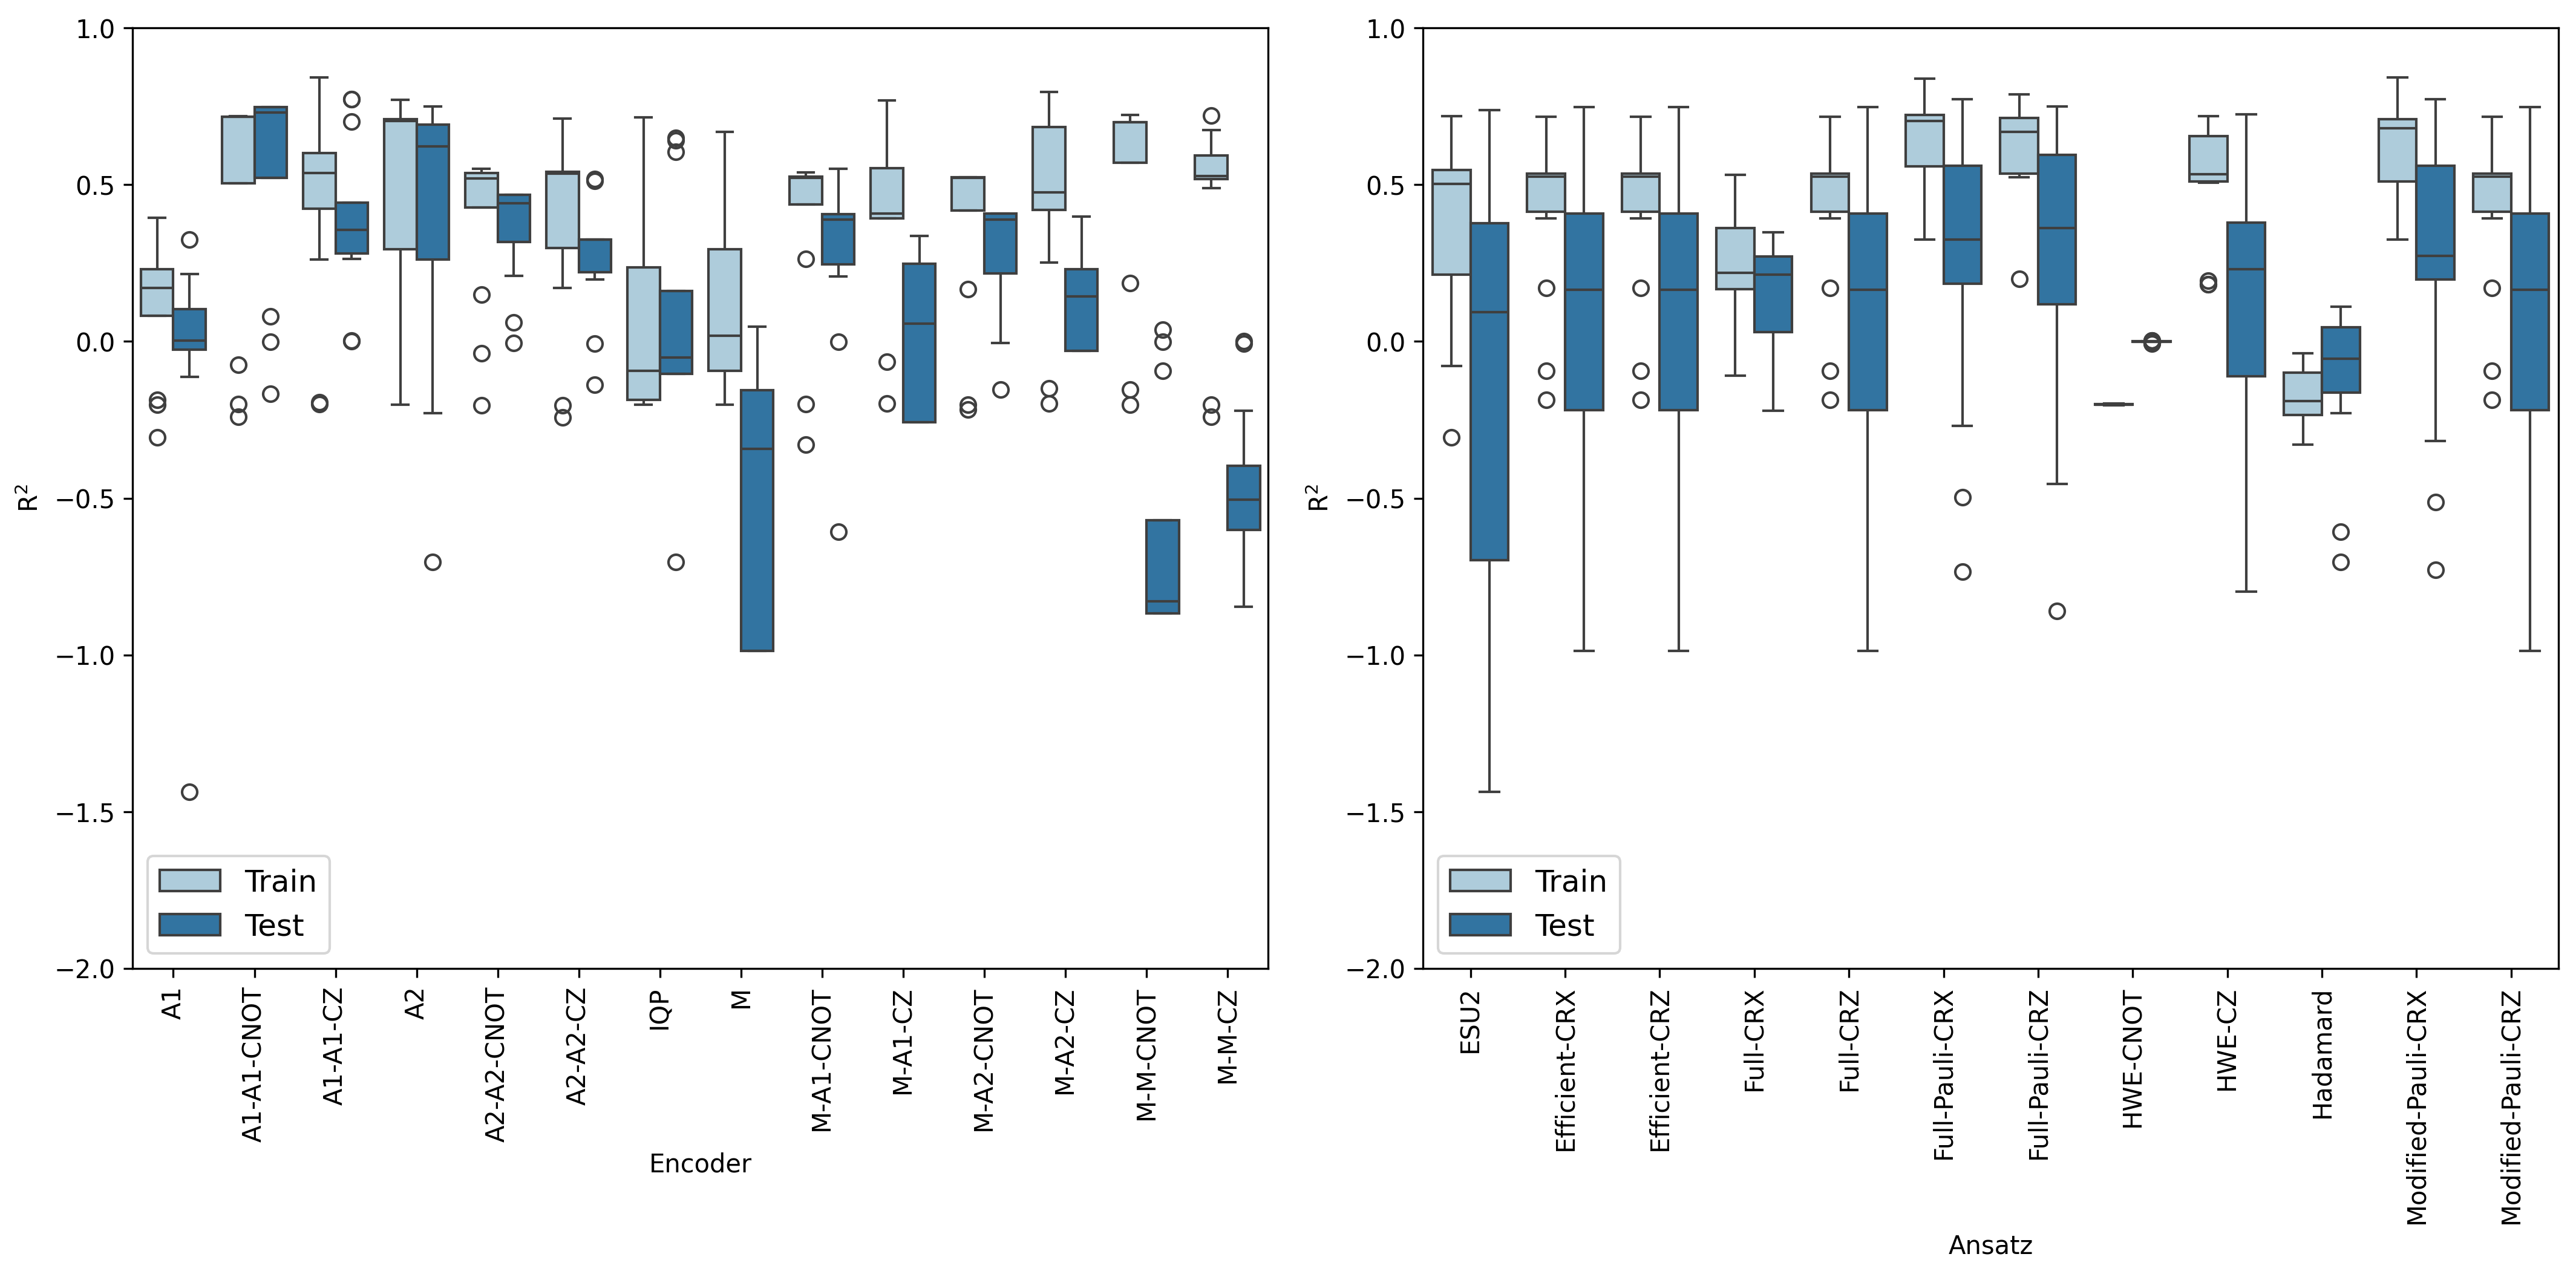 1.0
0.5
0.0
−0.5
−1.0
−1.5
−2.0
R²
Train
Test
A1
A1-A1-CNOT
A1-A1-CZ
A2
A2-A2-CNOT
A2-A2-CZ
IQP
M
M-A1-CNOT
M-A1-CZ
M-A2-CNOT
M-A2-CZ
M-M-CNOT
M-M-CZ
Encoder
1.0
0.5
0.0
−0.5
−1.0
−1.5
−2.0
R²
Train
Test
ESU2
Efficient-CRX
Efficient-CRZ
Full-CRX
Full-CRZ
Full-Pauli-CRX
Full-Pauli-CRZ
HWE-CNOT
HWE-CZ
Hadamard
Modified-Pauli-CRX
Modified-Pauli-CRZ
Ansatz